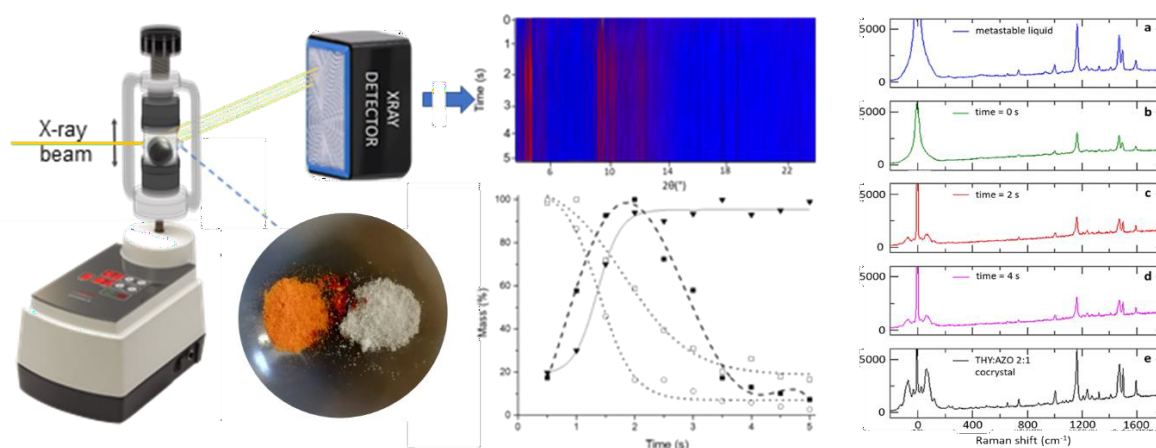 X-ray
beam
XRAY
DETECTOR
Time (s)
0
1
2
3
4
5
6
10
14
18
22
2θ(°)
Mass (%)
100
80
60
40
20
0
0
1
2
3
4
5
Time (s)
5000
0
metastable liquid
a
5000
0
time = 0 s
b
5000
0
time = 2 s
c
5000
0
time = 4 s
d
5000
0
THY:AZO 2:1
cocrystal
e
0
400
800
1200
1600
Raman shift (cm⁻¹)